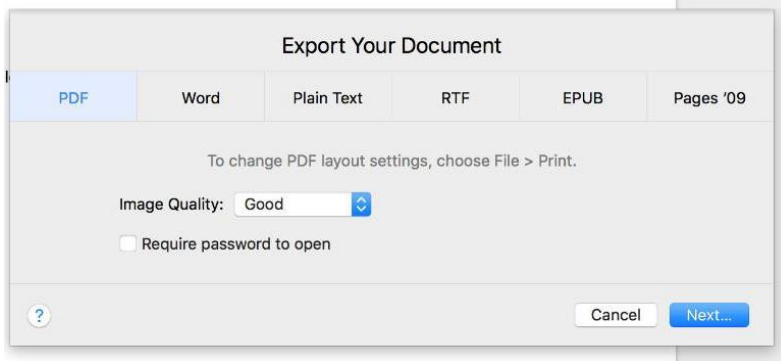 Export Your Document
PDF Word Plain Text RTF EPUB Pages '09
To change PDF layout settings, choose File > Print.
Image Quality: Good
Require password to open
? Cancel Next...